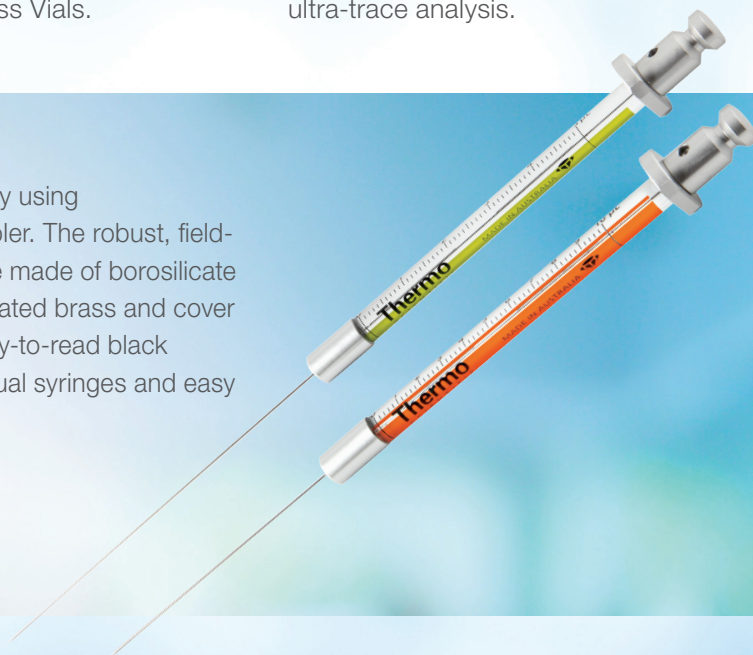 ss Vials.
ultra-trace analysis.
y using
pler. The robust, field-
e made of borosilicate
ated brass and cover
y-to-read black
ual syringes and easy
Thermo
MADE IN AUSTRALIA
Thermo
MADE IN AUSTRALIA